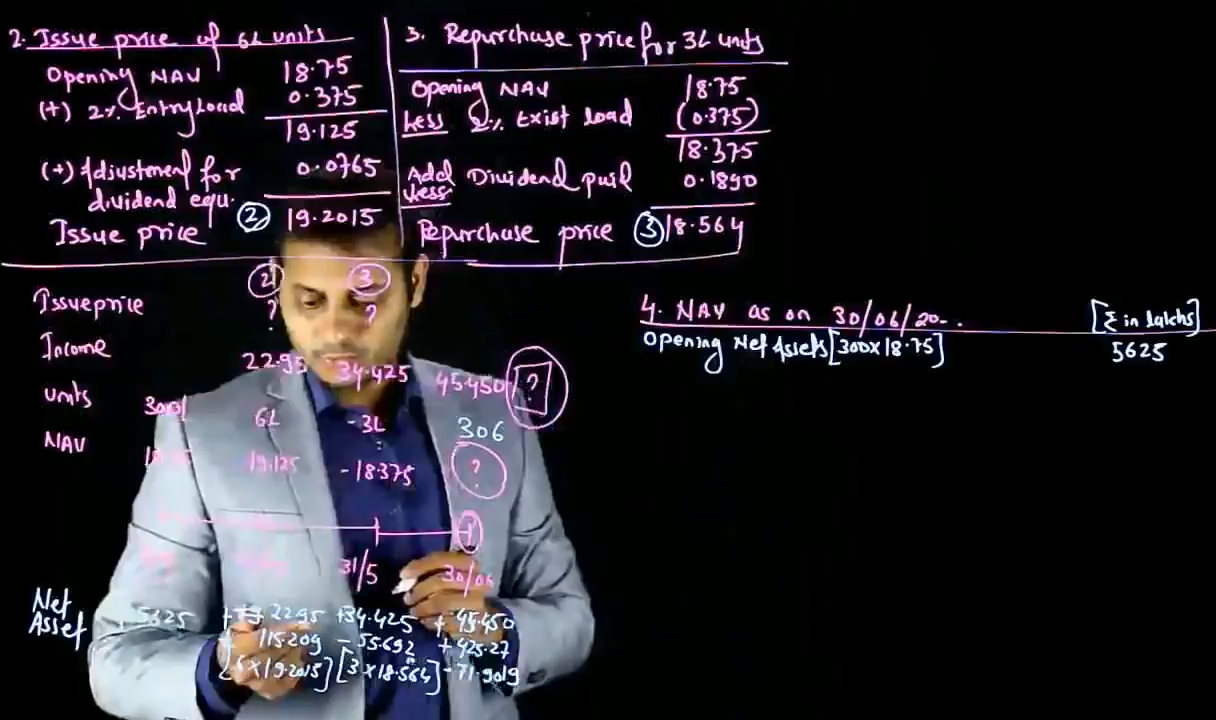 2. Issue price of 6L units
Opening NAV 18.75
(+) 2% Entry Load 0.375
19.125
(+) Adjustment for 0.0765
dividend equ.
Issue price ② 19.2015
3. Repurchase price for 3L units
Opening NAV 18.75
Less 2% Exist load (0.375)
18.375
Add Dividend paid 0.1890
Less
Repurchase price ③ 18.564
② ③
Issue price ? ?
Income 22.95 34.425 45.450 ?
units 6L -3L 306
NAV 19.125 -18.375 ?
31/5 30/06
Net 5625 + 22.95 +34.425 + 45.450
Asset + 115.209 - 55.692 + 425.27
[6 x 19.2015] [3 x 18.564] - 71.9019
4. NAV as on 30/06/20-. [₹ in lakhs]
Opening Net Assets [300 x 18.75] 5625